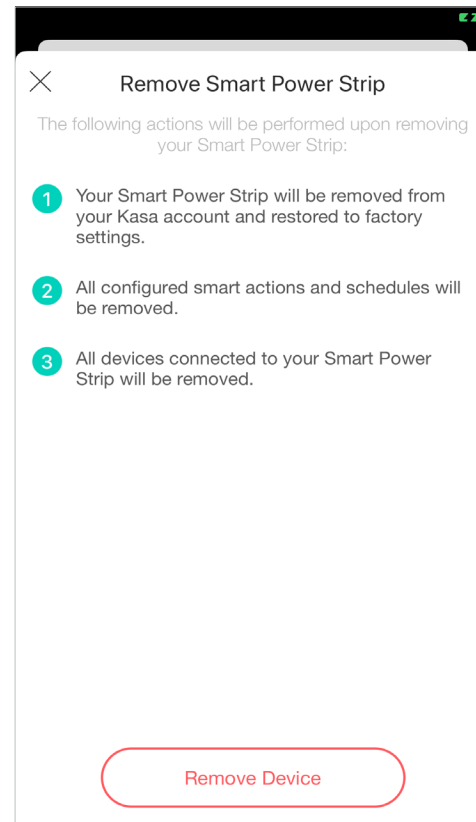 Remove Smart Power Strip
The following actions will be performed upon removing
your Smart Power Strip:
1 Your Smart Power Strip will be removed from
your Kasa account and restored to factory
settings.
2 All configured smart actions and schedules will
be removed.
3 All devices connected to your Smart Power
Strip will be removed.
Remove Device